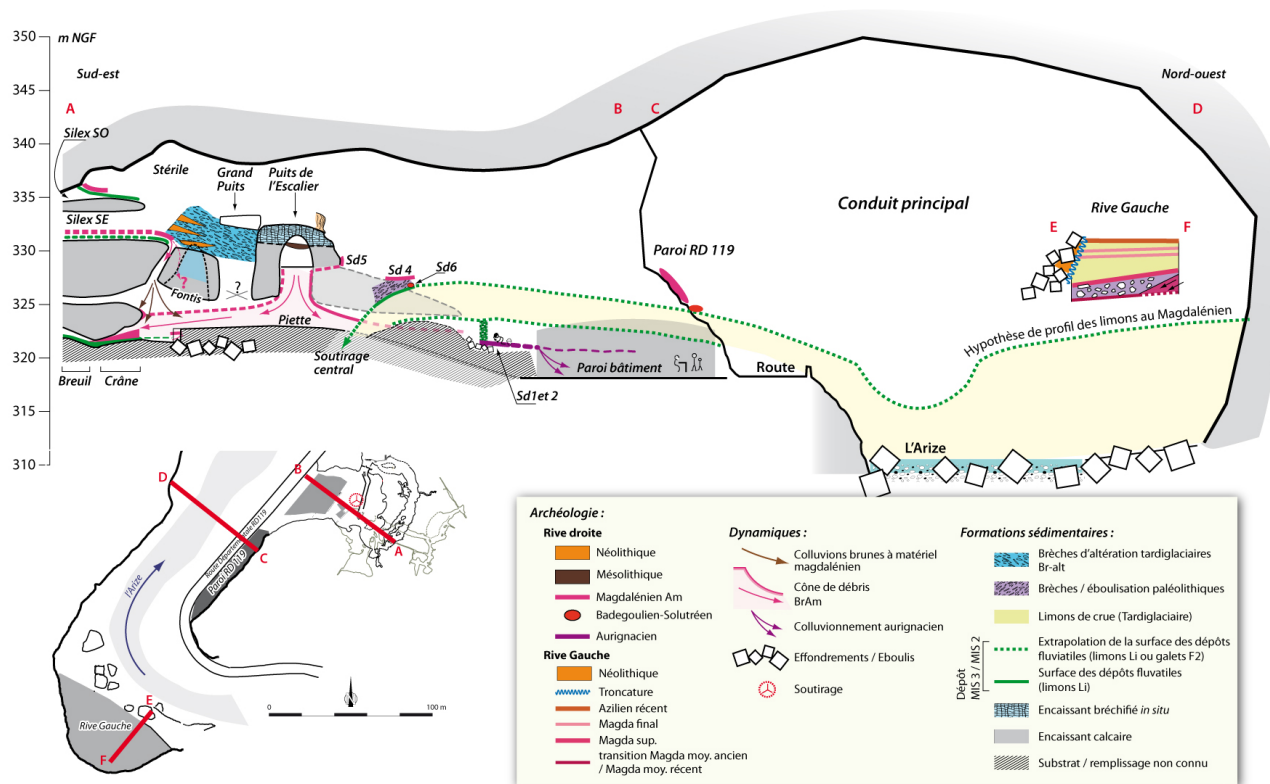 350
m NGF
345
340
335
330
325
320
315
310
Sud-est
Nord-ouest
A
B
C
D
Silex SO
Stérile
Grand
Puits
Puits de
l'Escalier
Silex SE
Sd5
Sd 4
Sd6
?
Fontis
?
Piette
Soutirage
central
Breuil
Crâne
Sd1et 2
Paroi bâtiment
Paroi RD 119
Route
Conduit principal
Rive Gauche
E
F
Hypothèse de profil des limons au Magdalénien
L'Arize
D
B
A
C
E
F
l'Arize
Route Départementale RD119
Paroi RD119
Rive Gauche
0
100 m
Archéologie :
Rive droite
Néolithique
Mésolithique
Magdalénien Am
Badegoulien-Solutréen
Aurignacien
Rive Gauche
Néolithique
Troncature
Azilien récent
Magda final
Magda sup.
transition Magda moy. ancien
/ Magda moy. récent
Dynamiques :
Colluvions brunes à matériel
magdalénien
Cône de débris
BrAm
Colluvionnement aurignacien
Effondrements / Eboulis
Soutirage
Formations sédimentaires :
Brèches d'altération tardiglaciaires
Br-alt
Brèches / éboulisation paléolithiques
Limons de crue (Tardiglaciaire)
Dépôt
MIS 3 / MIS 2
Extrapolation de la surface des dépôts
fluviatiles (limons Li ou galets F2)
Surface des dépôts fluvatiles
(limons Li)
Encaissant bréchifié in situ
Encaissant calcaire
Substrat / remplissage non connu